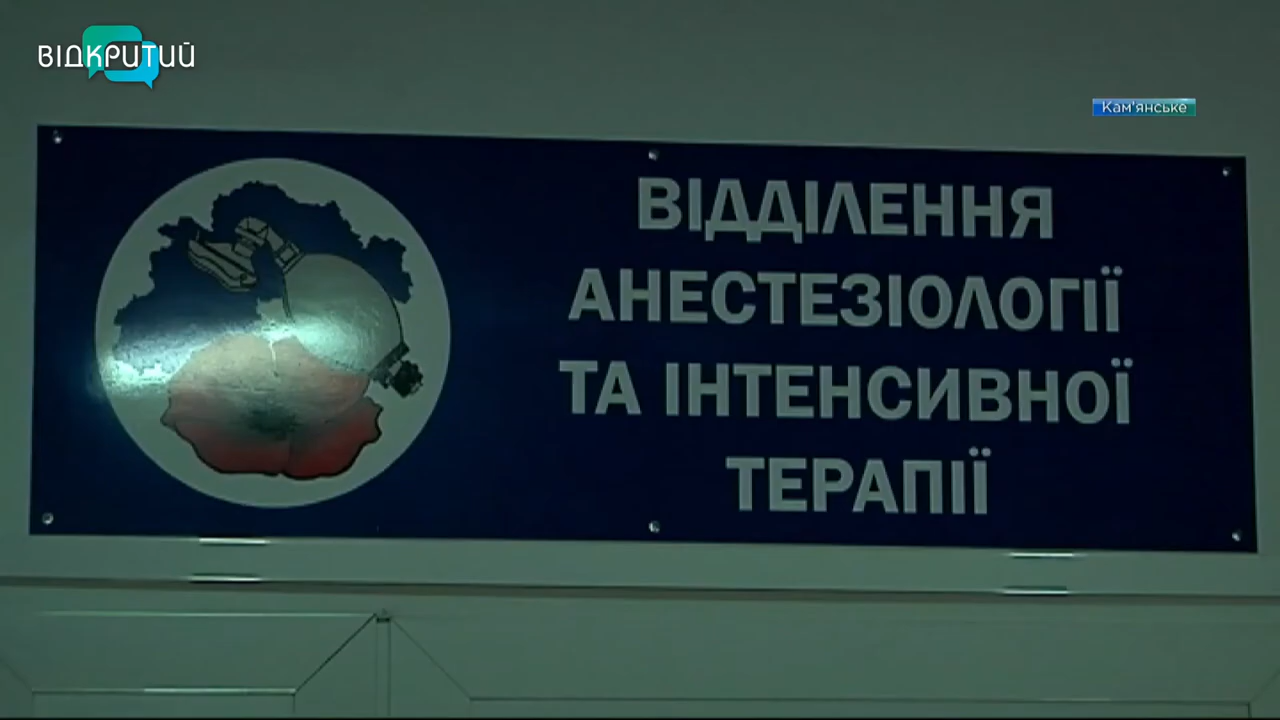 ВІДКРИТИЙ
Кам'янське
ВІДДІЛЕННЯ
АНЕСТЕЗІОЛОГІЇ
ТА ІНТЕНСИВНОЇ
ТЕРАПІЇ